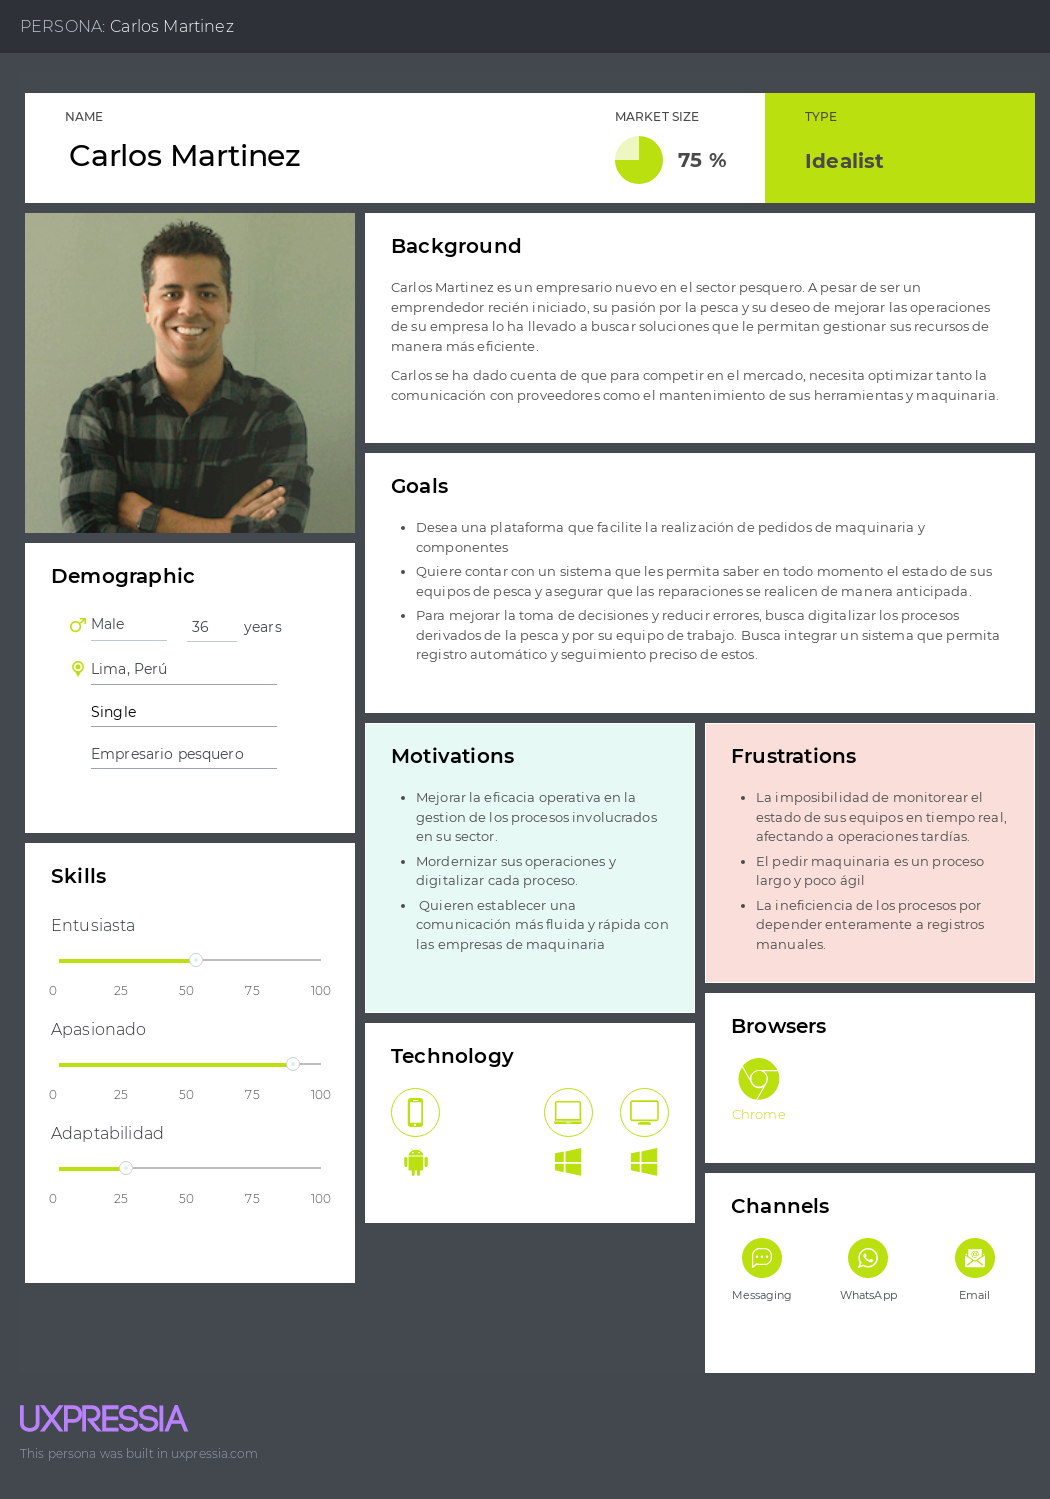 PERSONA: Carlos Martinez
NAME
Carlos Martinez
MARKET SIZE
75 %
TYPE
Idealist
Background
Carlos Martinez es un empresario nuevo en el sector pesquero. A pesar de ser un
emprendedor recién iniciado, su pasión por la pesca y su deseo de mejorar las operaciones
de su empresa lo ha llevado a buscar soluciones que le permitan gestionar sus recursos de
manera más eficiente.
Carlos se ha dado cuenta de que para competir en el mercado, necesita optimizar tanto la
comunicación con proveedores como el mantenimiento de sus herramientas y maquinaria.
Goals
• Desea una plataforma que facilite la realización de pedidos de maquinaria y
componentes
• Quiere contar con un sistema que les permita saber en todo momento el estado de sus
equipos de pesca y asegurar que las reparaciones se realicen de manera anticipada.
• Para mejorar la toma de decisiones y reducir errores, busca digitalizar los procesos
derivados de la pesca y por su equipo de trabajo. Busca integrar un sistema que permita
registro automático y seguimiento preciso de estos.
Demographic
Male
36 years
Lima, Perú
Single
Empresario pesquero
Skills
Entusiasta
0 25 50 75 100
Apasionado
0 25 50 75 100
Adaptabilidad
0 25 50 75 100
Motivations
• Mejorar la eficacia operativa en la
gestion de los procesos involucrados
en su sector.
• Mordernizar sus operaciones y
digitalizar cada proceso.
• Quieren establecer una
comunicación más fluida y rápida con
las empresas de maquinaria
Frustrations
• La imposibilidad de monitorear el
estado de sus equipos en tiempo real,
afectando a operaciones tardías.
• El pedir maquinaria es un proceso
largo y poco ágil
• La ineficiencia de los procesos por
depender enteramente a registros
manuales.
Technology
Browsers
Chrome
Channels
Messaging
WhatsApp
Email
UXPRESSIA
This persona was built in uxpressia.com